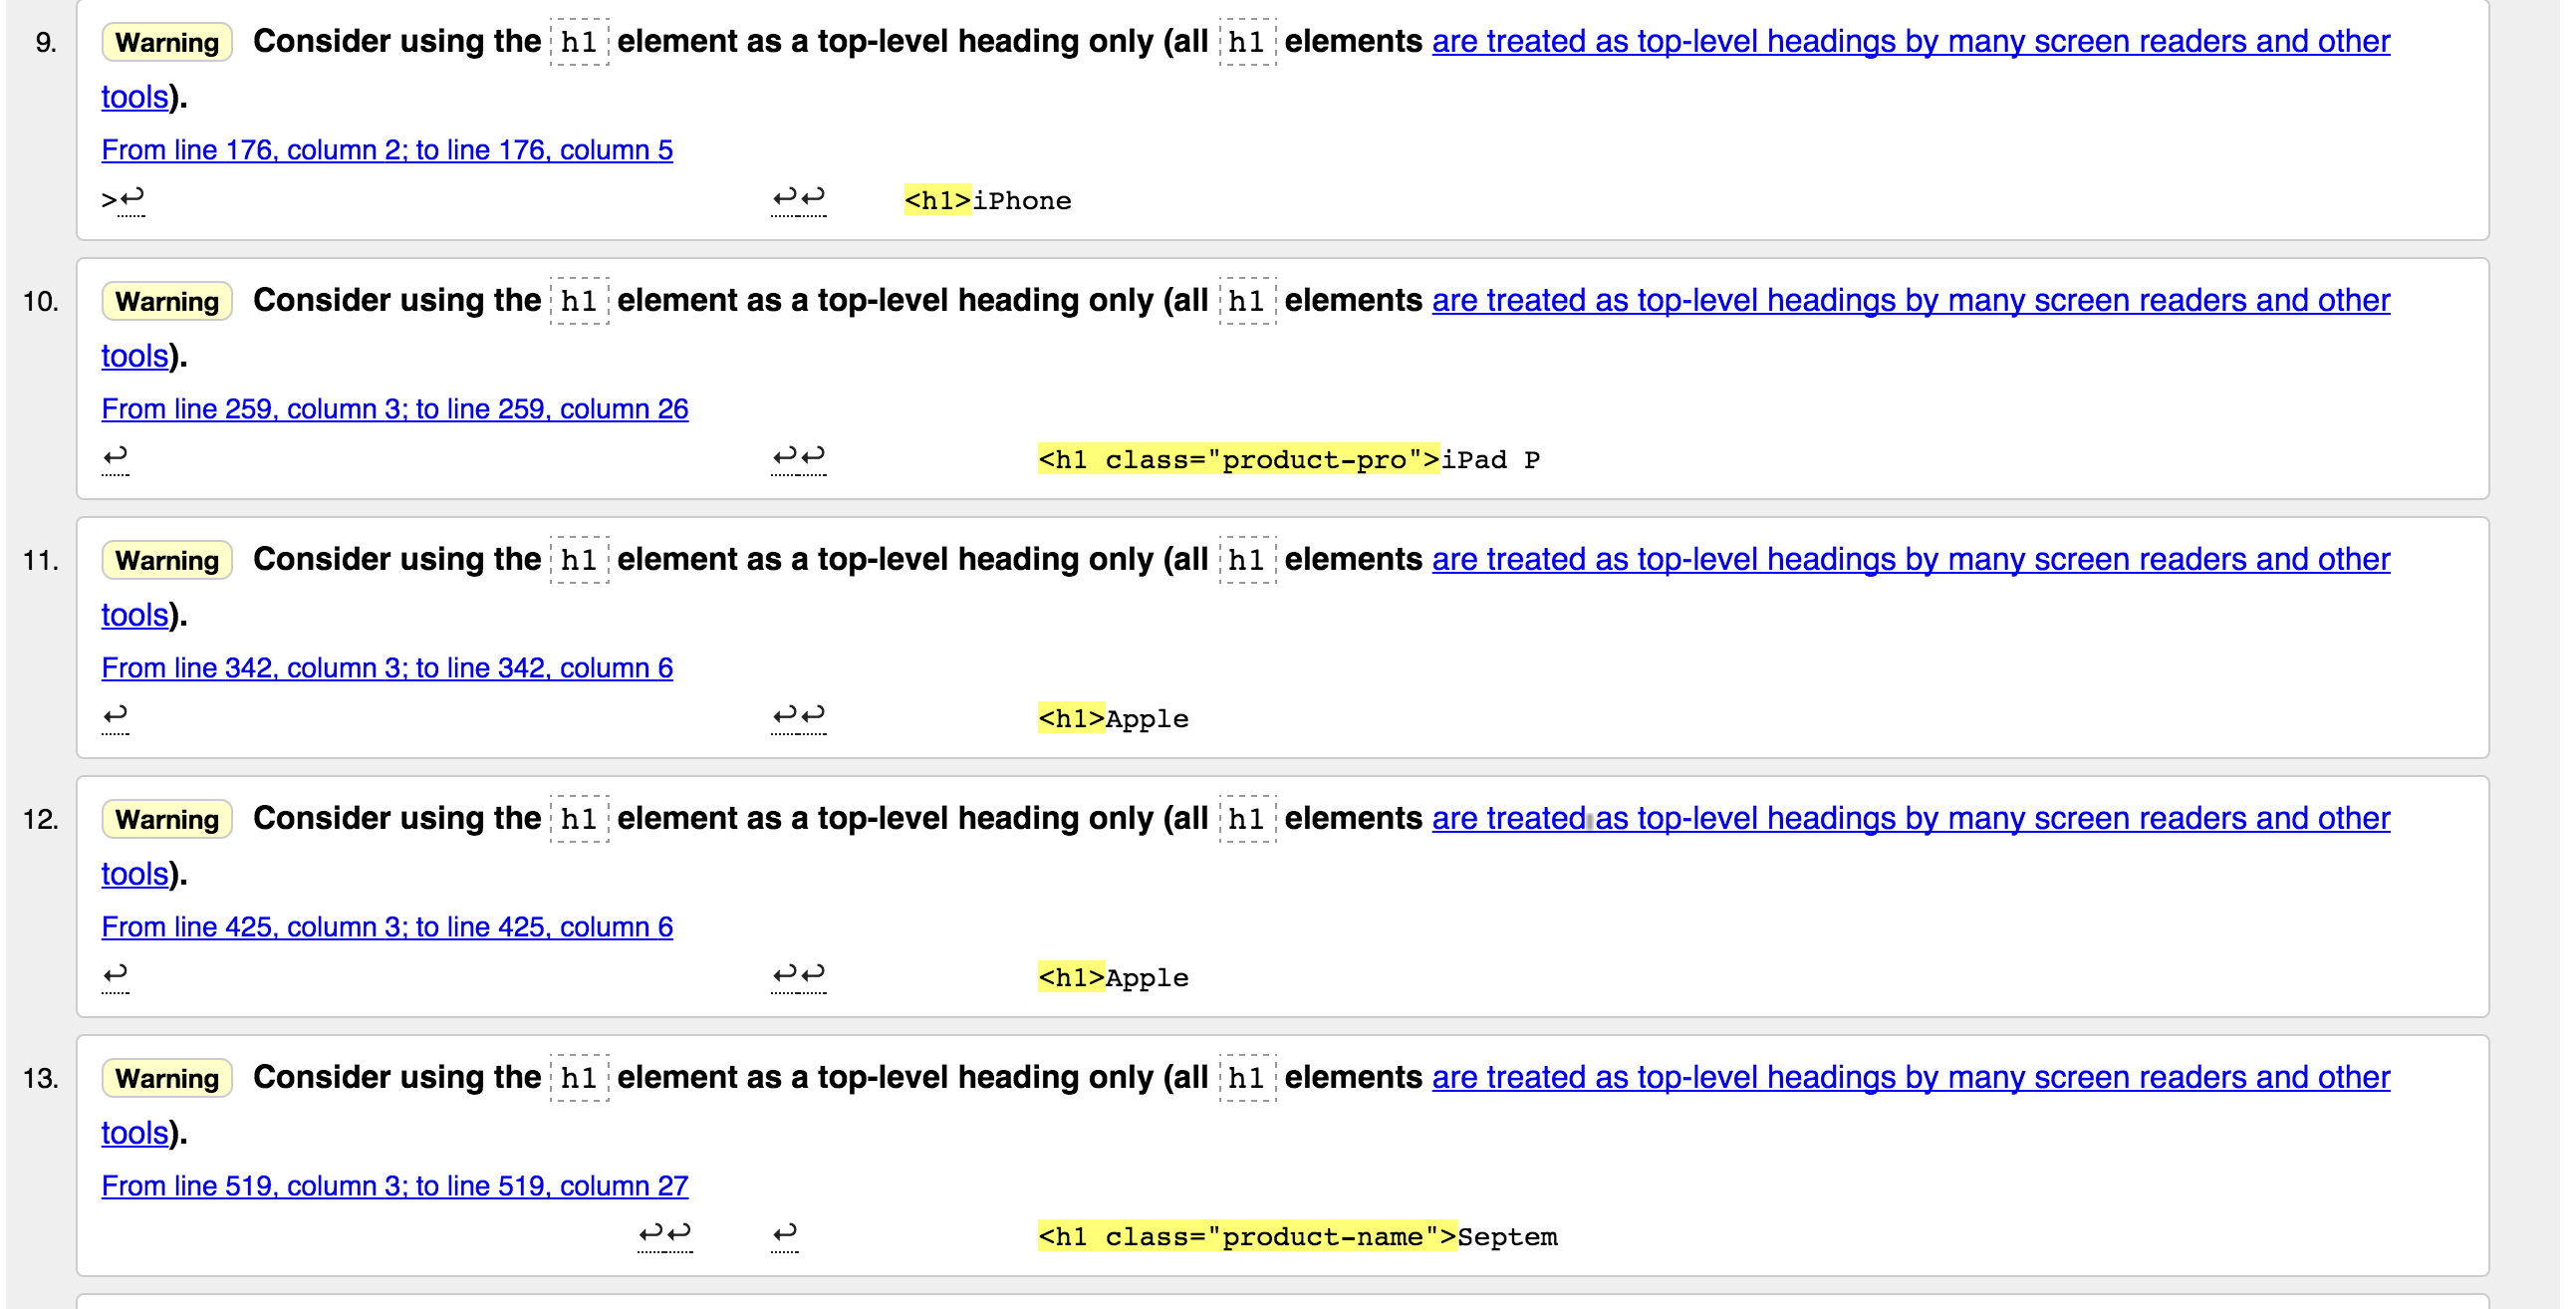 9. Warning Consider using the h1 element as a top-level heading only (all h1 elements are treated as top-level headings by many screen readers and other
tools).
From line 176, column 2; to line 176, column 5
>↩ ↩↩ <h1>iPhone
10. Warning Consider using the h1 element as a top-level heading only (all h1 elements are treated as top-level headings by many screen readers and other
tools).
From line 259, column 3; to line 259, column 26
↩ ↩↩ <h1 class="product-pro">iPad P
11. Warning Consider using the h1 element as a top-level heading only (all h1 elements are treated as top-level headings by many screen readers and other
tools).
From line 342, column 3; to line 342, column 6
↩ ↩↩ <h1>Apple
12. Warning Consider using the h1 element as a top-level heading only (all h1 elements are treated as top-level headings by many screen readers and other
tools).
From line 425, column 3; to line 425, column 6
↩ ↩↩ <h1>Apple
13. Warning Consider using the h1 element as a top-level heading only (all h1 elements are treated as top-level headings by many screen readers and other
tools).
From line 519, column 3; to line 519, column 27
↩↩ ↩ <h1 class="product-name">Septem